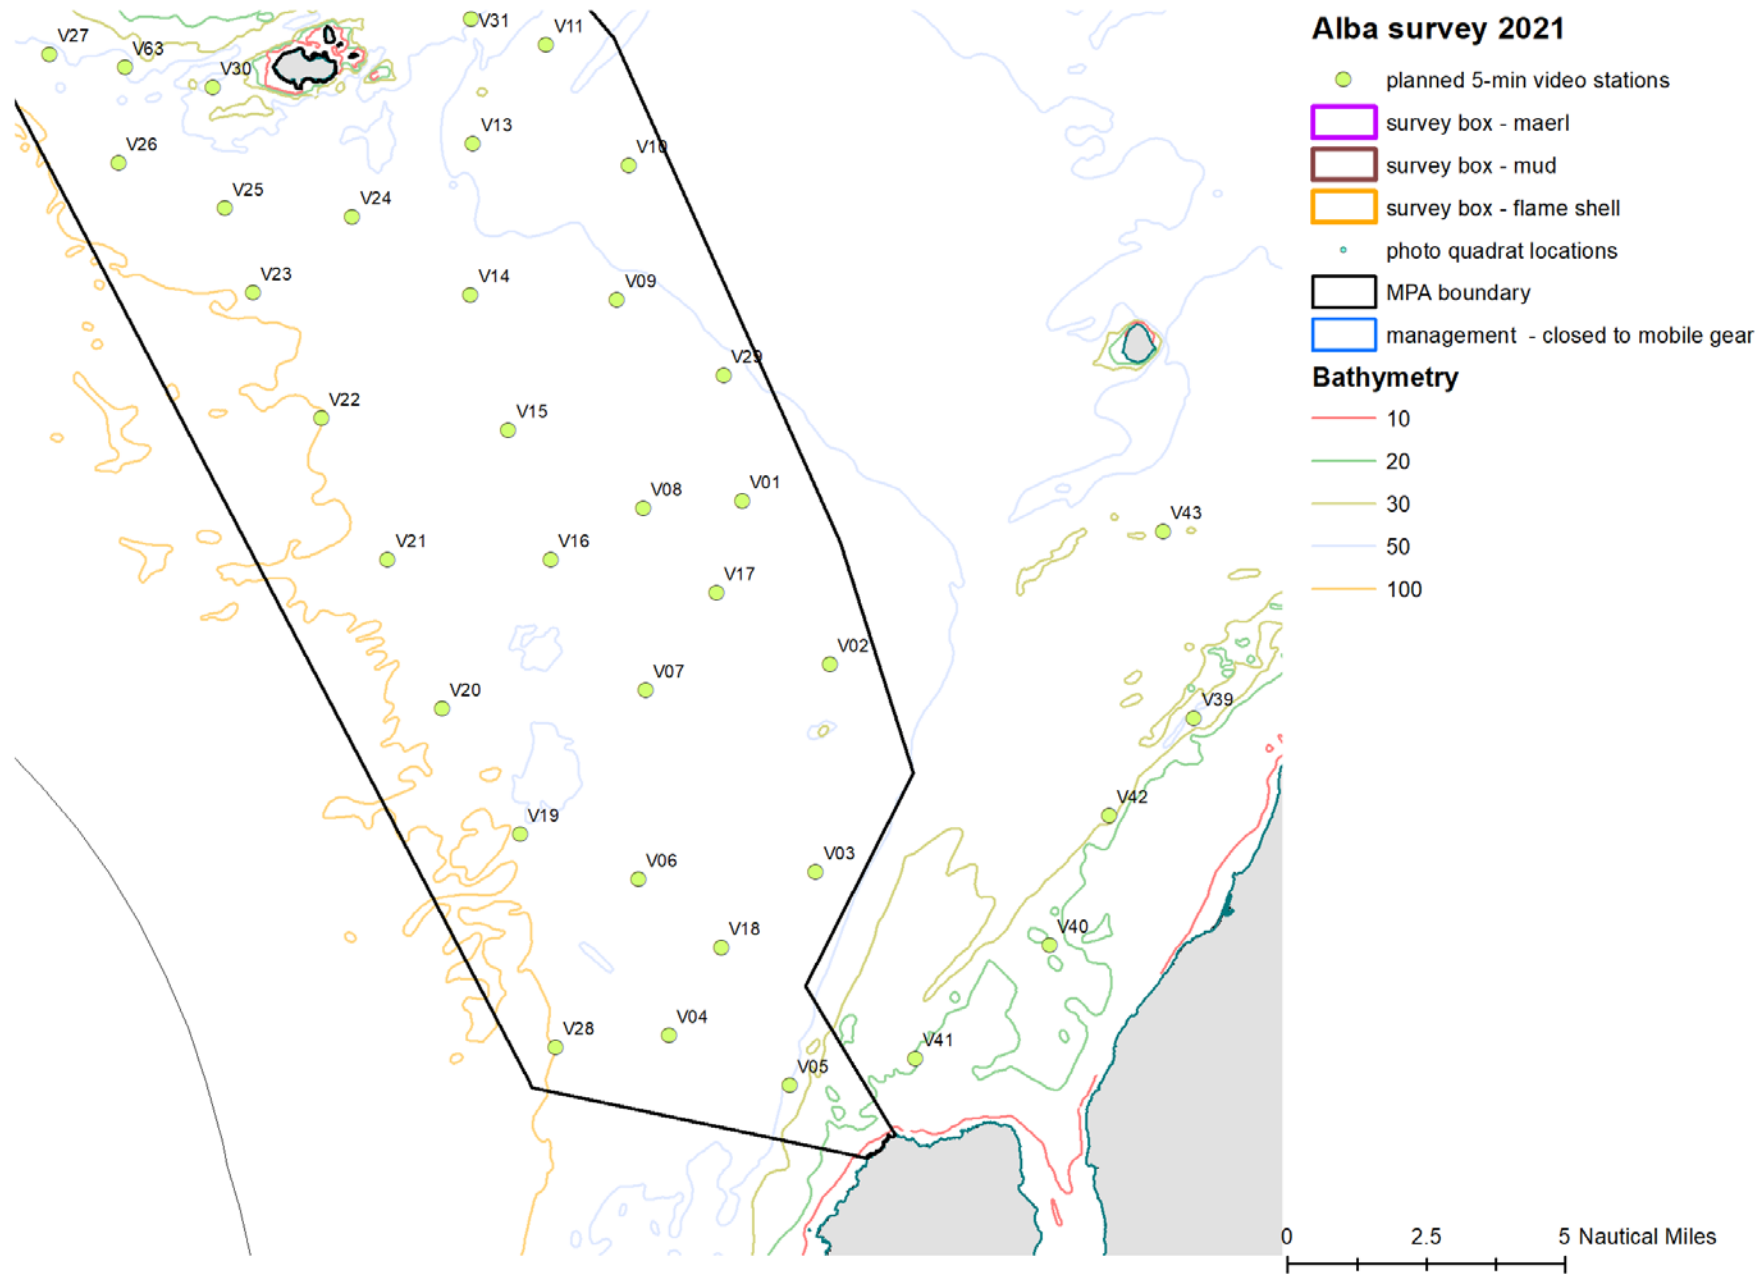 V31
V11
V27
V63
V30
V13
V10
V26
V25
V24
V23
V14
V09
V29
V22
V15
V08
V01
V43
V21
V16
V17
V02
V07
V20
V39
V42
V19
V03
V06
V18
V40
V28
V04
V41
V05
Alba survey 2021
planned 5-min video stations
survey box - maerl
survey box - mud
survey box - flame shell
photo quadrat locations
MPA boundary
management - closed to mobile gear
Bathymetry
10
20
30
50
100
0 2.5 5 Nautical Miles